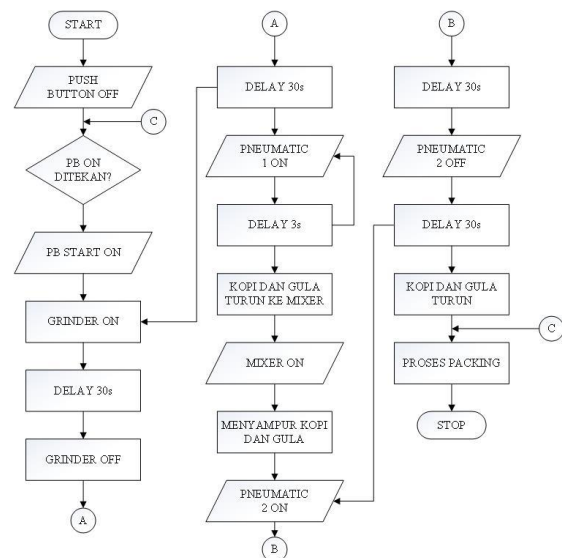 START
PUSH
BUTTON OFF
C
PB ON
DITEKAN?
PB START ON
GRINDER ON
DELAY 30s
GRINDER OFF
A
A
DELAY 30s
PNEUMATIC
1 ON
DELAY 3s
KOPI DAN GULA
TURUN KE MIXER
MIXER ON
MENYAMPUR KOPI
DAN GULA
PNEUMATIC
2 ON
B
B
DELAY 30s
PNEUMATIC
2 OFF
DELAY 30s
KOPI DAN GULA
TURUN
C
PROSES PACKING
STOP